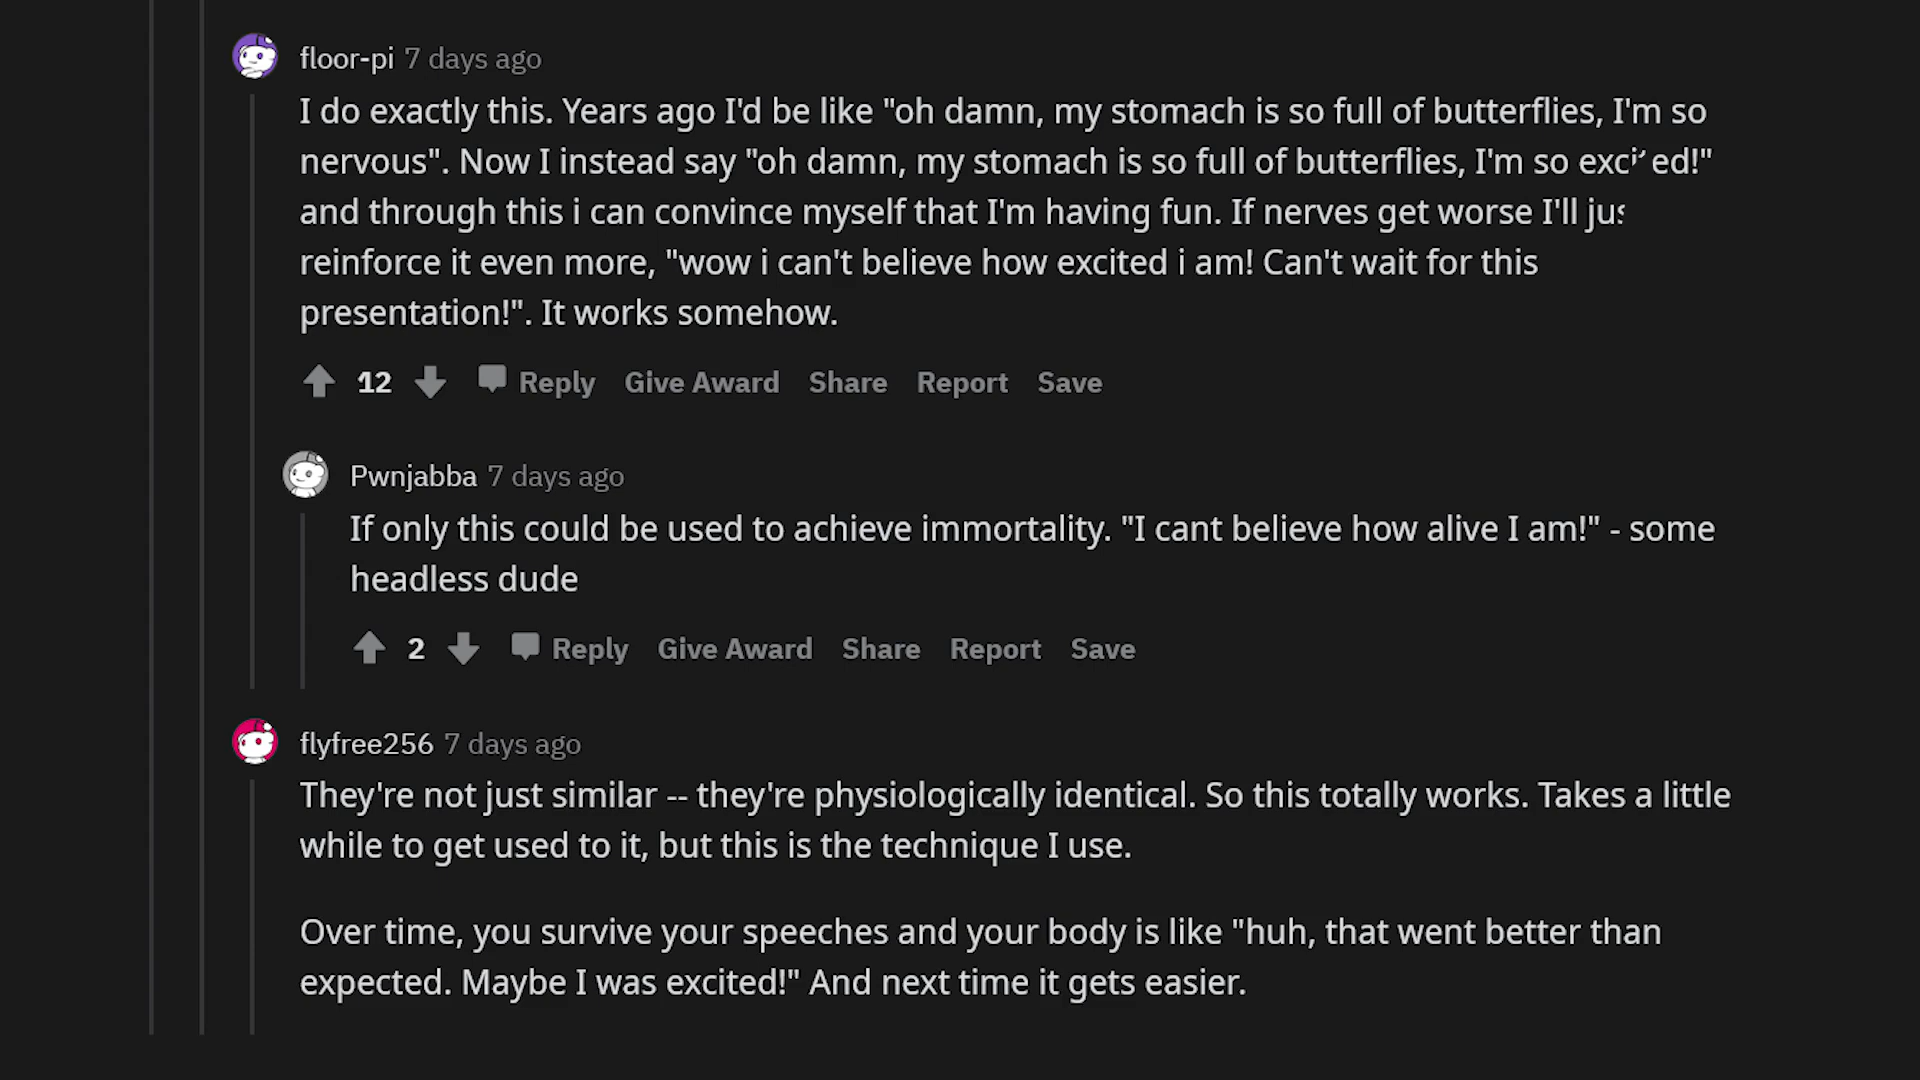 floor-pi 7 days ago
I do exactly this. Years ago I'd be like "oh damn, my stomach is so full of butterflies, I'm so
nervous". Now I instead say "oh damn, my stomach is so full of butterflies, I'm so
and through this i can convince myself that I'm having fun. If nerves get worse I'll
reinforce it even more, "wow i can't believe how excited i am! Can't wait for this
presentation!". It works somehow.
12 Reply Give Award Share Report Save
Pwnjabba 7 days ago
If only this could be used to achieve immortality. "I cant believe how alive I am!" - some
headless dude
2 Reply Give Award Share Report Save
flyfree256 7 days ago
They're not just similar -- they're physiologically identical. So this totally works. Takes a little
while to get used to it, but this is the technique I use.
Over time, you survive your speeches and your body is like "huh, that went better than
expected. Maybe I was excited!" And next time it gets easier.